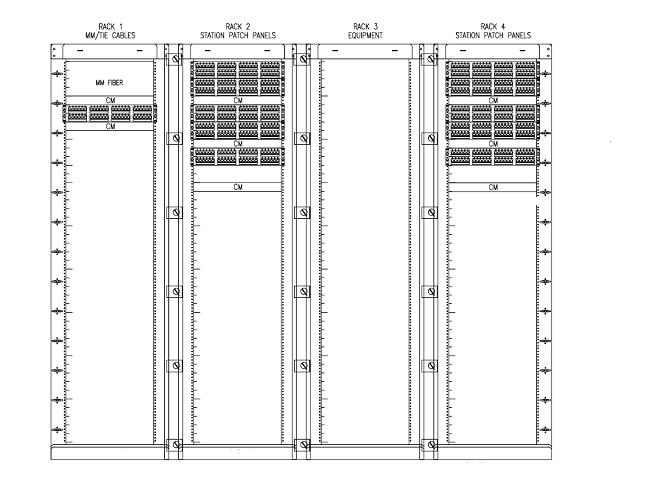 RACK 1
MM/TIE CABLES
RACK 2
STATION PATCH PANELS
RACK 3
EQUIPMENT
RACK 4
STATION PATCH PANELS
MM FIBER
CM
CM
CM
CM
CM
CM
CM
CM